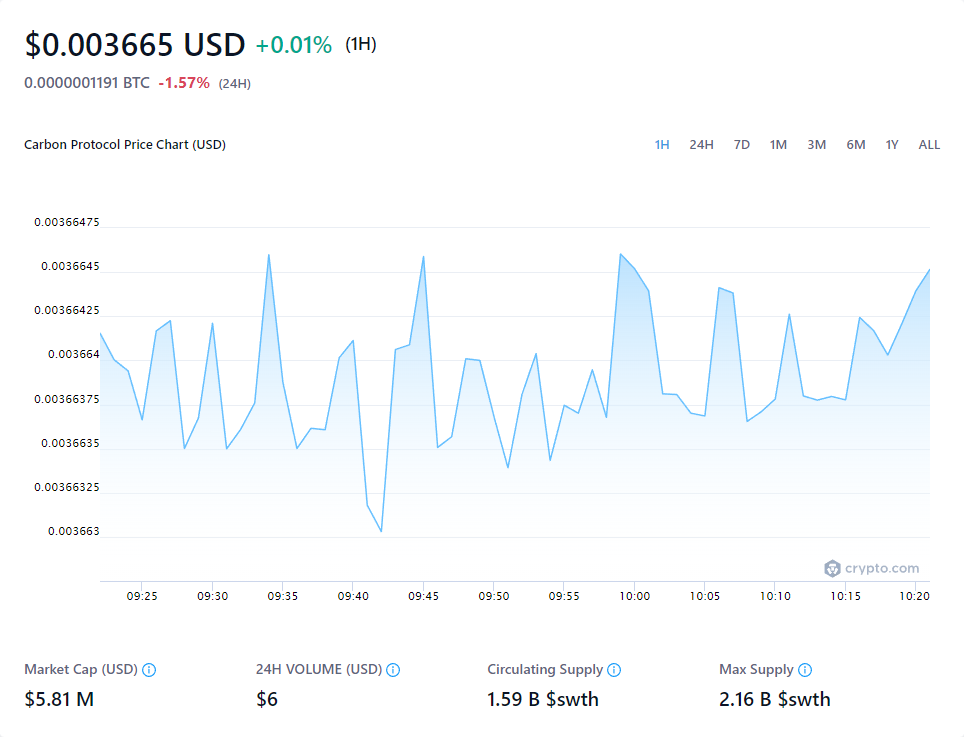 $0.003665 USD +0.01% (1H)
0.0000001191 BTC -1.57% (24H)
Carbon Protocol Price Chart (USD)
1H 24H 7D 1M 3M 6M 1Y ALL
0.00366475
0.0036645
0.00366425
0.003664
0.00366375
0.0036635
0.00366325
0.003663
crypto.com
09:25 09:30 09:35 09:40 09:45 09:50 09:55 10:00 10:05 10:10 10:15 10:20
Market Cap (USD) 24H VOLUME (USD) Circulating Supply Max Supply
$5.81 M $6 1.59 B $swth 2.16 B $swth